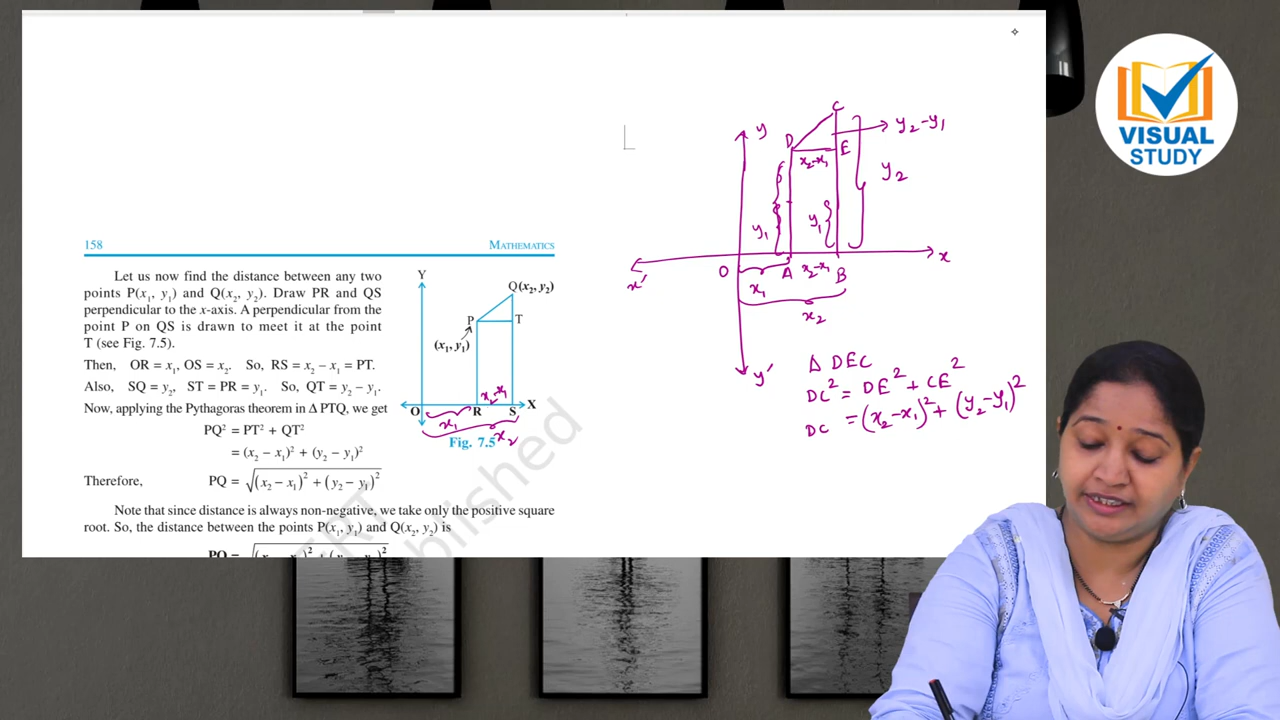 158 MATHEMATICS
Let us now find the distance between any two
points P(x₁, y₁) and Q(x₂, y₂). Draw PR and QS
perpendicular to the x-axis. A perpendicular from the
point P on QS is drawn to meet it at the point
T (see Fig. 7.5).
Then, OR = x₁, OS = x₂. So, RS = x₂ – x₁ = PT.
Also, SQ = y₂, ST = PR = y₁. So, QT = y₂ – y₁.
Now, applying the Pythagoras theorem in Δ PTQ, we get
PQ² = PT² + QT²
= (x₂ – x₁)² + (y₂ – y₁)²
Therefore, PQ = √(x₂ – x₁)² + (y₂ – y₁)²
Note that since distance is always non-negative, we take only the positive square
root. So, the distance between the points P(x₁, y₁) and Q(x₂, y₂) is
Y
Q(x₂, y₂)
P
T
(x₁, y₁)
x₂-x₁
O R S X
x₁
x₂
Fig. 7.5
C
y
D
y₂-y₁
E
x₂-x₁
y₂
y₁
y₁
x
x'
O
A
x₂-x₁
B
x₁
x₂
y'
Δ DEC
DC² = DE² + CE²
DC = (x₂-x₁)² + (y₂-y₁)²
VISUAL
STUDY